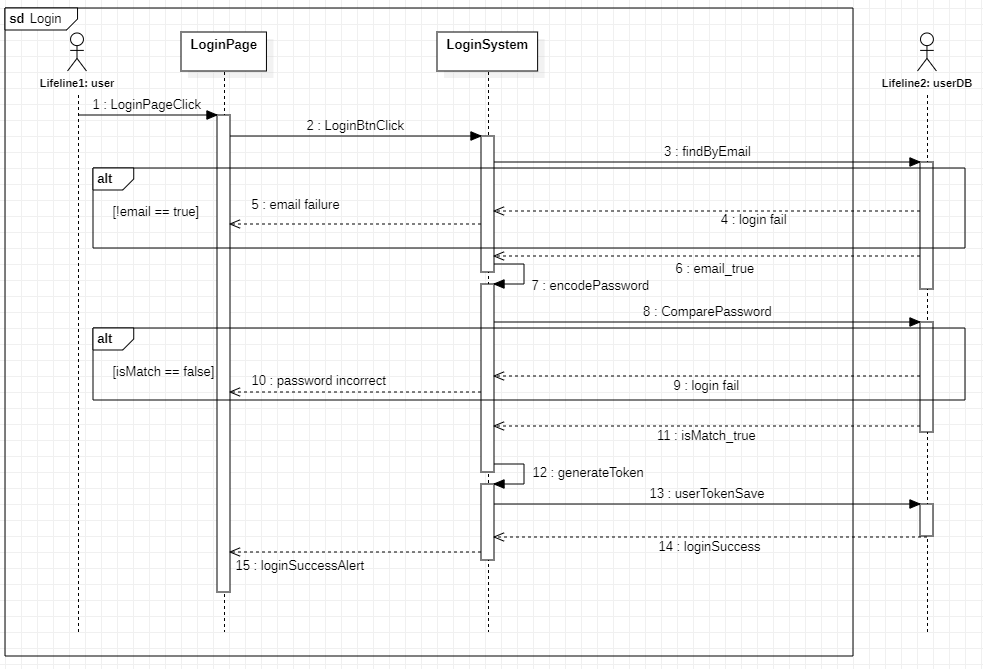 sd Login
LoginPage
LoginSystem
Lifeline1: user
Lifeline2: userDB
1 : LoginPageClick
2 : LoginBtnClick
3 : findByEmail
alt
[!email == true]
5 : email failure
4 : login fail
6 : email_true
7 : encodePassword
8 : ComparePassword
alt
[isMatch == false]
10 : password incorrect
9 : login fail
11 : isMatch_true
12 : generateToken
13 : userTokenSave
14 : loginSuccess
15 : loginSuccessAlert